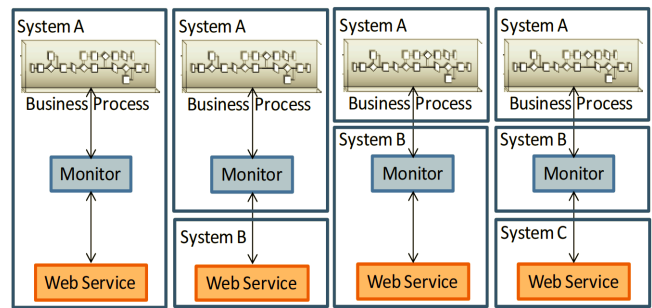 System A
Business Process
Monitor
Web Service
System A
Business Process
Monitor
System B
Web Service
System A
Business Process
System B
Monitor
Web Service
System A
Business Process
System B
Monitor
System C
Web Service